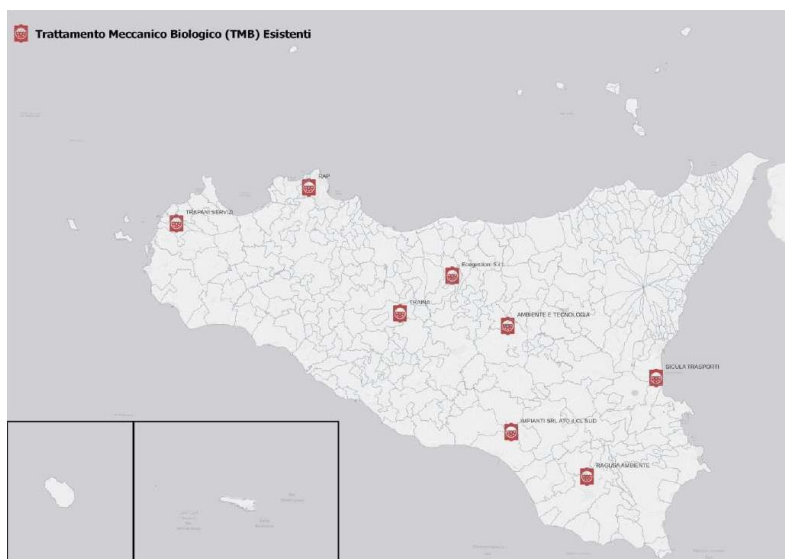 Trattamento Meccanico Biologico (TMB) Esistenti
RAP
TRAPANI SERVIZI
Ecogestioni S.r.l.
TRAINA
AMBIENTE E TECNOLOGIA
SICULA TRASPORTI
IMPIANTI SRL ATO 4 CL SUD
RAGUSA AMBIENTE